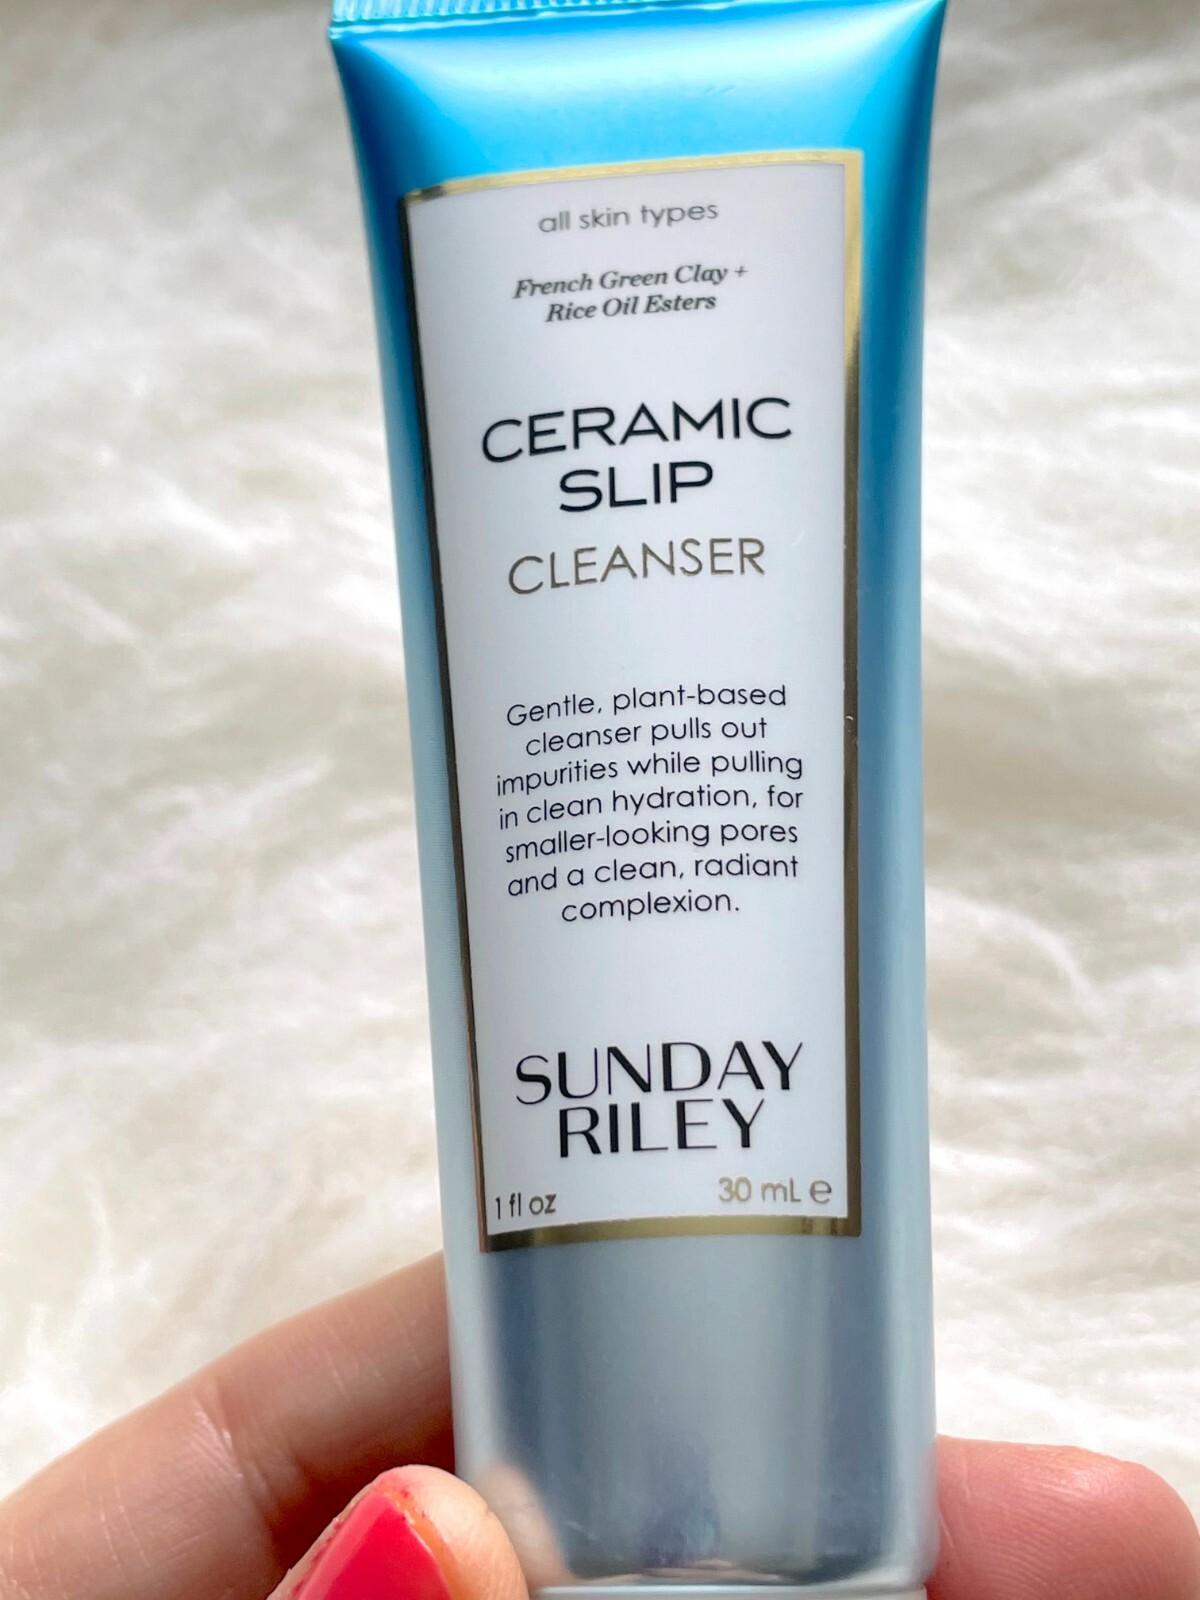 all skin types
French Green Clay +
Rice Oil Esters
CERAMIC
SLIP
CLEANSER
Gentle, plant-based
cleanser pulls out
impurities while pulling
in clean hydration, for
smaller-looking pores
and a clean, radiant
complexion.
SUNDAY
RILEY
1 fl oz 30 mL ℮